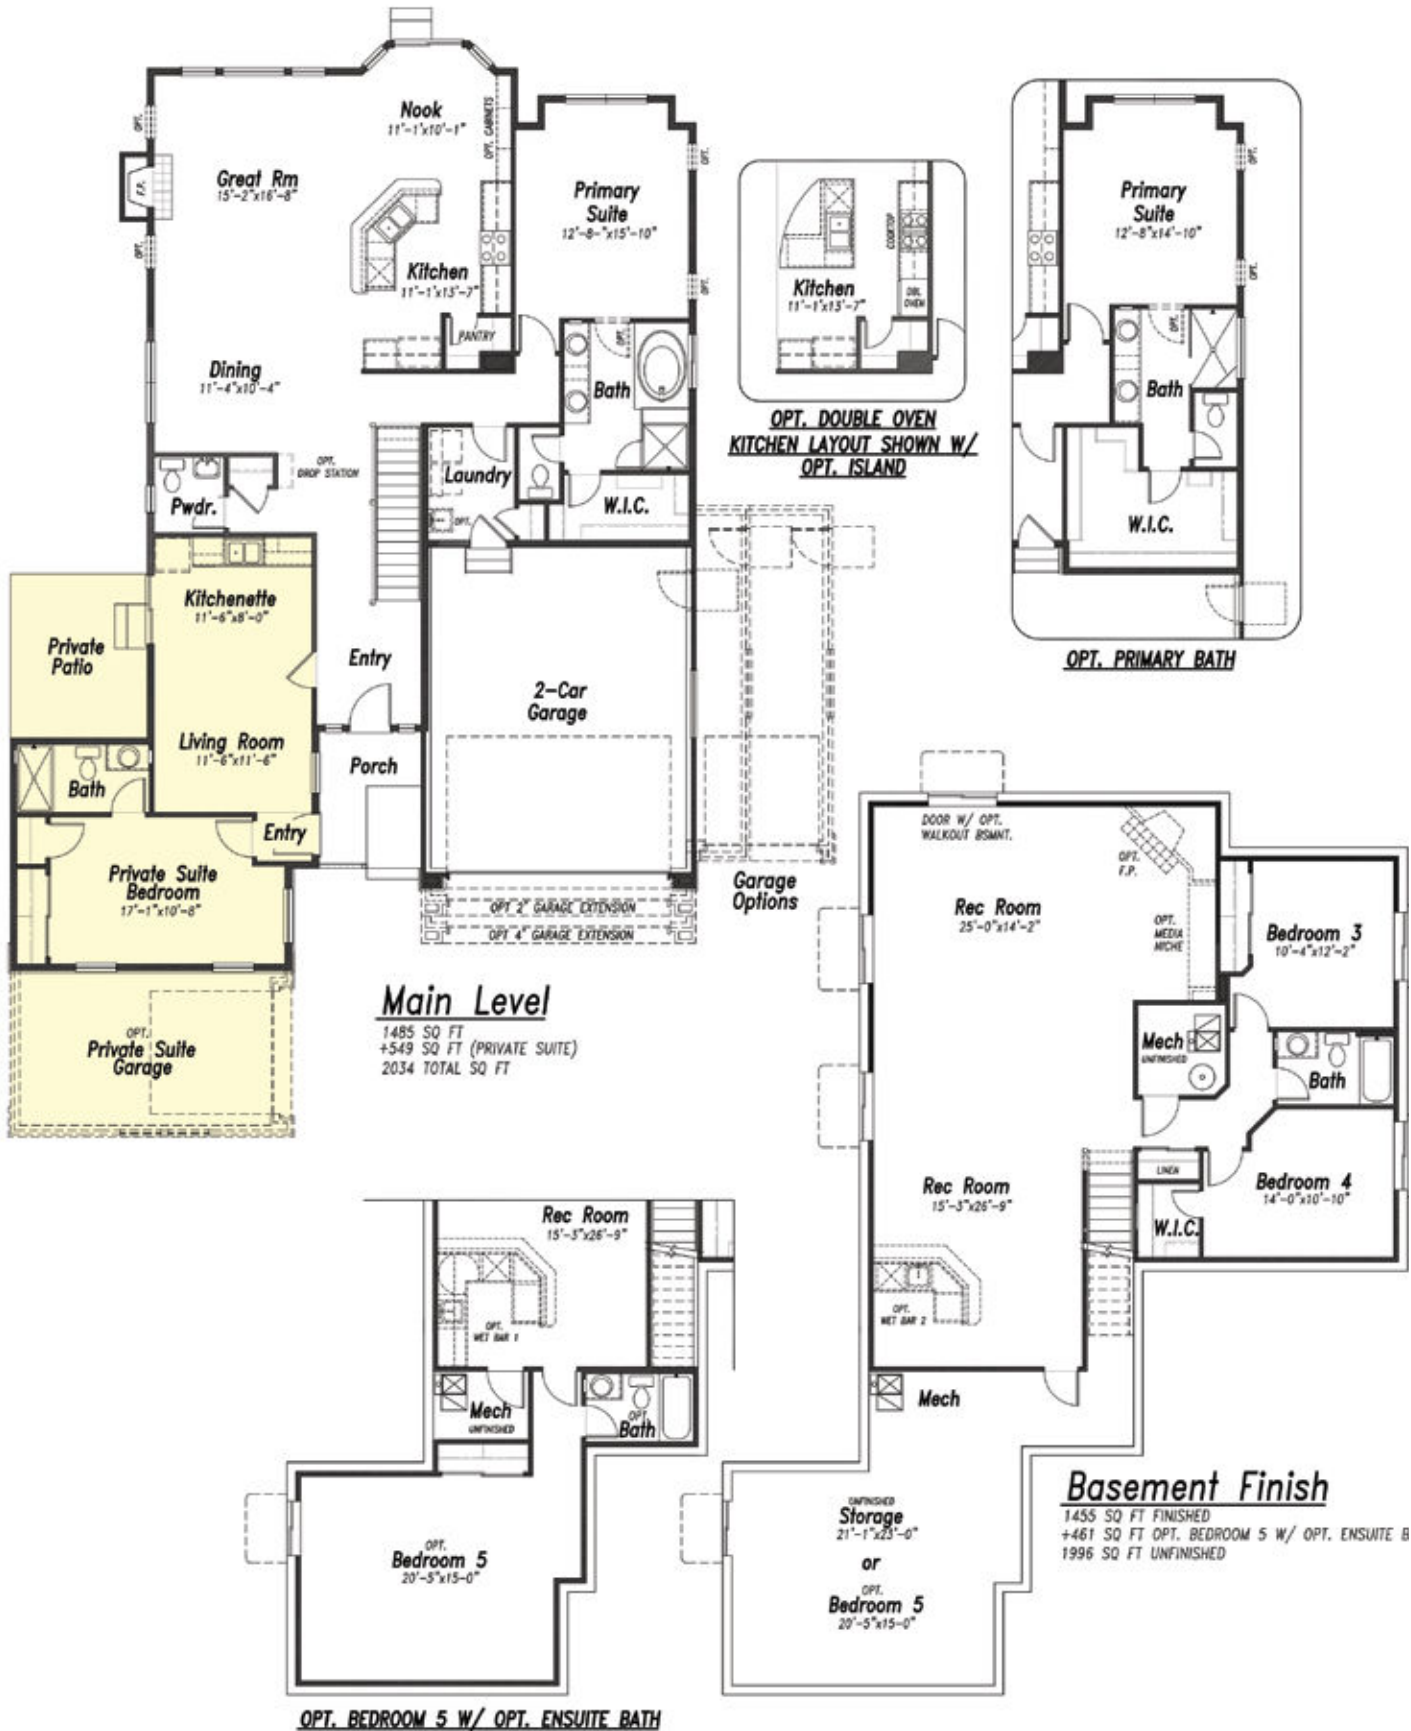 Nook
11'-1"x10'-1"
OPT. CABINETS
OPT.
F.P.
Great Rm
15'-2"x16'-8"
OPT.
Kitchen
11'-1"x13'-7"
PANTRY
Dining
11'-4"x10'-4"
Primary
Suite
12'-8-"x15'-10"
OPT.
OPT.
OPT.
Bath
Laundry
OPT.
W.I.C.
OPT.
DROP STATION
Pwdr.
Kitchenette
11'-6"x8'-0"
Private
Patio
Entry
2-Car
Garage
Living Room
11'-6"x11'-6"
Porch
Bath
Entry
Private Suite
Bedroom
17'-1"x10'-8"
OPT 2' GARAGE EXTENSION
OPT 4' GARAGE EXTENSION
Garage
Options
OPT.
Private Suite
Garage
Main Level
1485 SQ FT
+549 SQ FT (PRIVATE SUITE)
2034 TOTAL SQ FT
COOKTOP
DBL
OVEN
Kitchen
11'-1"x13'-7"
OPT. DOUBLE OVEN
KITCHEN LAYOUT SHOWN W/
OPT. ISLAND
Primary
Suite
12'-8"x14'-10"
OPT.
OPT.
OPT.
Bath
W.I.C.
OPT. PRIMARY BATH
DOOR W/ OPT.
WALKOUT BSMNT.
OPT.
F.P.
Rec Room
25'-0"x14'-2"
OPT.
MEDIA
NICHE
Bedroom 3
10'-4"x12'-2"
Mech
UNFINISHED
Bath
LINEN
Bedroom 4
14'-0"x10'-10"
W.I.C.
Rec Room
15'-3"x26'-9"
OPT.
WET BAR 2
Mech
UNFINISHED
Storage
21'-1"x23'-0"
or
OPT.
Bedroom 5
20'-5"x15-0"
Basement Finish
1455 SQ FT FINISHED
+461 SQ FT OPT. BEDROOM 5 W/ OPT. ENSUITE B
1996 SQ FT UNFINISHED
Rec Room
15'-3"x26'-9"
OPT.
WET BAR 1
Mech
UNFINISHED
OPT.
Bath
OPT.
Bedroom 5
20'-5"x15-0"
OPT. BEDROOM 5 W/ OPT. ENSUITE BATH